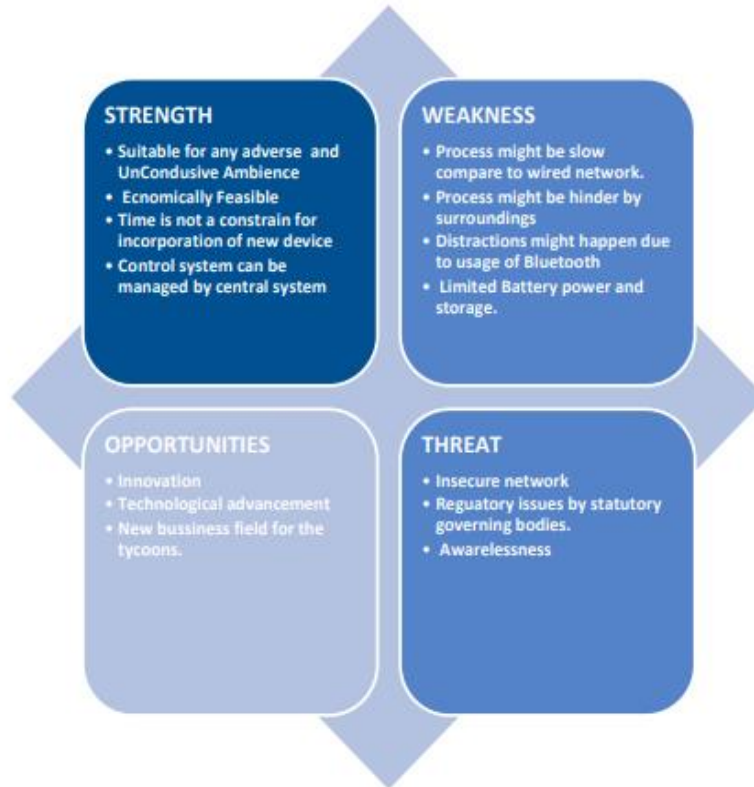 STRENGTH
• Suitable for any adverse and
UnCondusive Ambience
• Ecnomically Feasible
• Time is not a constrain for
incorporation of new device
• Control system can be
managed by central system
WEAKNESS
• Process might be slow
compare to wired network.
• Process might be hinder by
surroundings
• Distractions might happen due
to usage of Bluetooth
• Limited Battery power and
storage.
OPPORTUNITIES
• Innovation
• Technological advancement
• New bussiness field for the
tycoons.
THREAT
• Insecure network
• Reguatory issues by statutory
governing bodies.
• Awarelessness